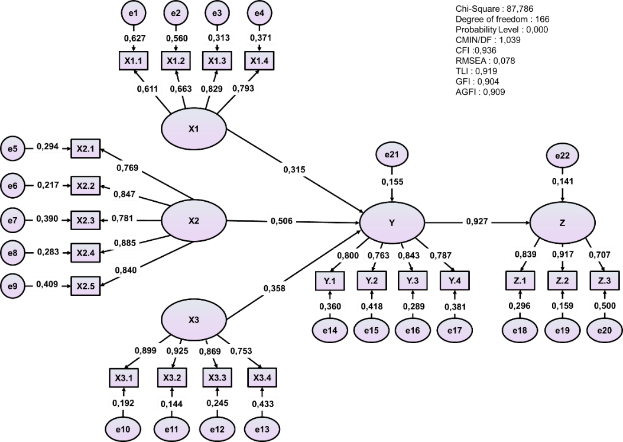 e1 e2 e3 e4
0,627 0,560 0,313 0,371
X1.1 X1.2 X1.3 X1.4
0,611 0,663 0,829 0,793
X1
Chi-Square : 87,786
Degree of freedom : 166
Probability Level : 0,000
CMIN/DF : 1,039
CFI :0,936
RMSEA : 0,078
TLI : 0,919
GFI : 0,904
AGFI : 0,909
e5 0,294 X2.1
0,769
e6 0,217 X2.2
0,847
e7 0,390 X2.3 0,781
e8 0,283 X2.4
0,885
e9 0,409 X2.5
0,840
X2
0,315
0,506
0,358
e21
0,155
Y
0,927
e22
0,141
Z
0,800 0,763 0,843 0,787
Y.1 Y.2 Y.3 Y.4
0,360 0,418 0,289 0,381
e14 e15 e16 e17
0,839 0,917 0,707
Z.1 Z.2 Z.3
0,296 0,159 0,500
e18 e19 e20
X3
0,899 0,925 0,869 0,753
X3.1 X3.2 X3.3 X3.4
0,192 0,144 0,245 0,433
e10 e11 e12 e13